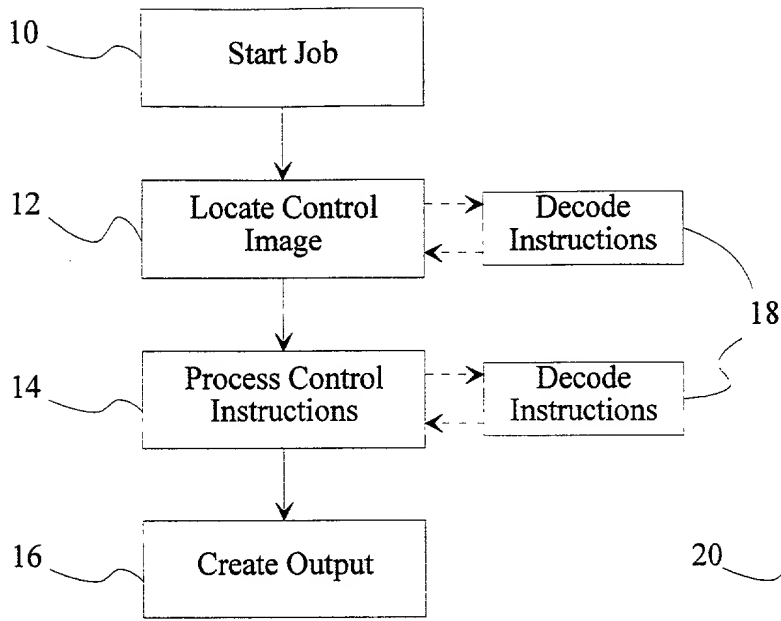 10
Start Job
12
Locate Control
Image
Decode
Instructions
18
14
Process Control
Instructions
Decode
Instructions
16
Create Output
20